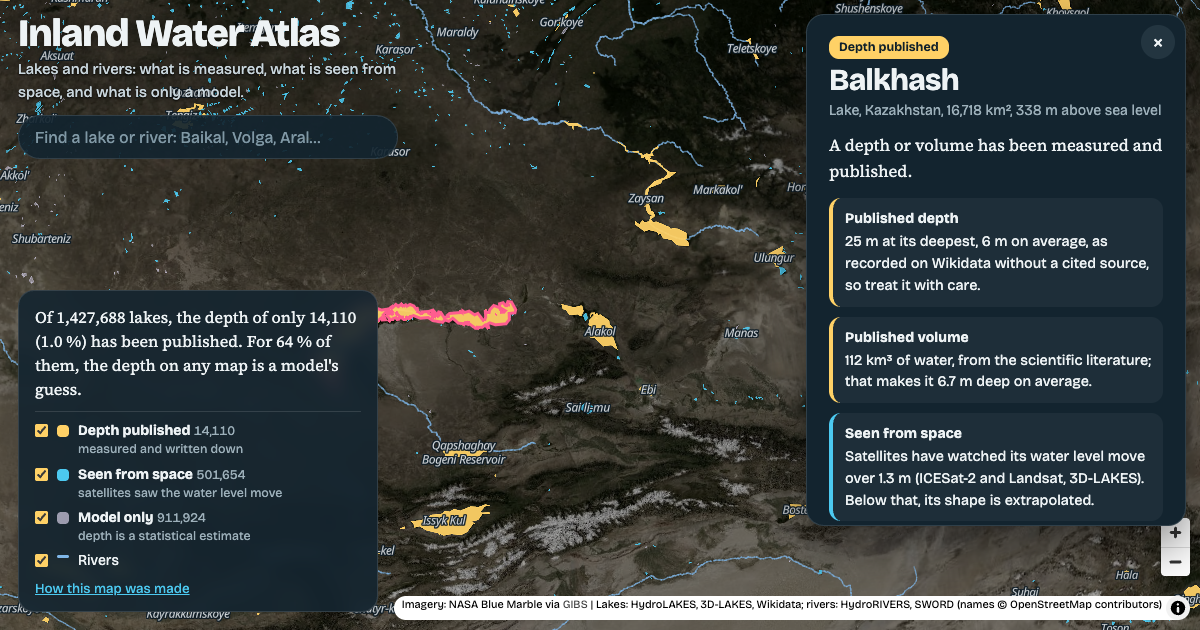 Inland Water Atlas
Lakes and rivers: what is measured, what is seen from
space, and what is only a model.
Find a lake or river: Baikal, Volga, Aral...
Gor'koye
Maraldy
Karasor
Aksuat
Teletskoye
Shushenskoye
Akkol'
Shubarteniz
Zaysan
Markakol'
Ulungur
Alakol
Manas
Ebi
Sailimu
Qapshaghay
Bogeni Reservoir
Issyk Kul
Suhai
Hala
Toson
Kayrakkumskoye
Of 1,427,688 lakes, the depth of only 14,110
(1.0 %) has been published. For 64 % of
them, the depth on any map is a model's
guess.
Depth published 14,110
measured and written down
Seen from space 501,654
satellites saw the water level move
Model only 911,924
depth is a statistical estimate
Rivers
How this map was made
Depth published
Balkhash
Lake, Kazakhstan, 16,718 km², 338 m above sea level
A depth or volume has been measured and
published.
Published depth
25 m at its deepest, 6 m on average, as
recorded on Wikidata without a cited source,
so treat it with care.
Published volume
112 km³ of water, from the scientific literature;
that makes it 6.7 m deep on average.
Seen from space
Satellites have watched its water level move
over 1.3 m (ICESat-2 and Landsat, 3D-LAKES).
Below that, its shape is extrapolated.
Imagery: NASA Blue Marble via GIBS | Lakes: HydroLAKES, 3D-LAKES, Wikidata; rivers: HydroRIVERS, SWORD (names © OpenStreetMap contributors)